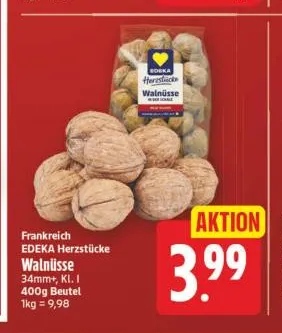 EDEKA
Herzstücke
Walnüsse
IN DER SCHALE
AKTION
3.99
Frankreich
EDEKA Herzstücke
Walnüsse
34mm+, Kl. I
400g Beutel
1kg = 9,98